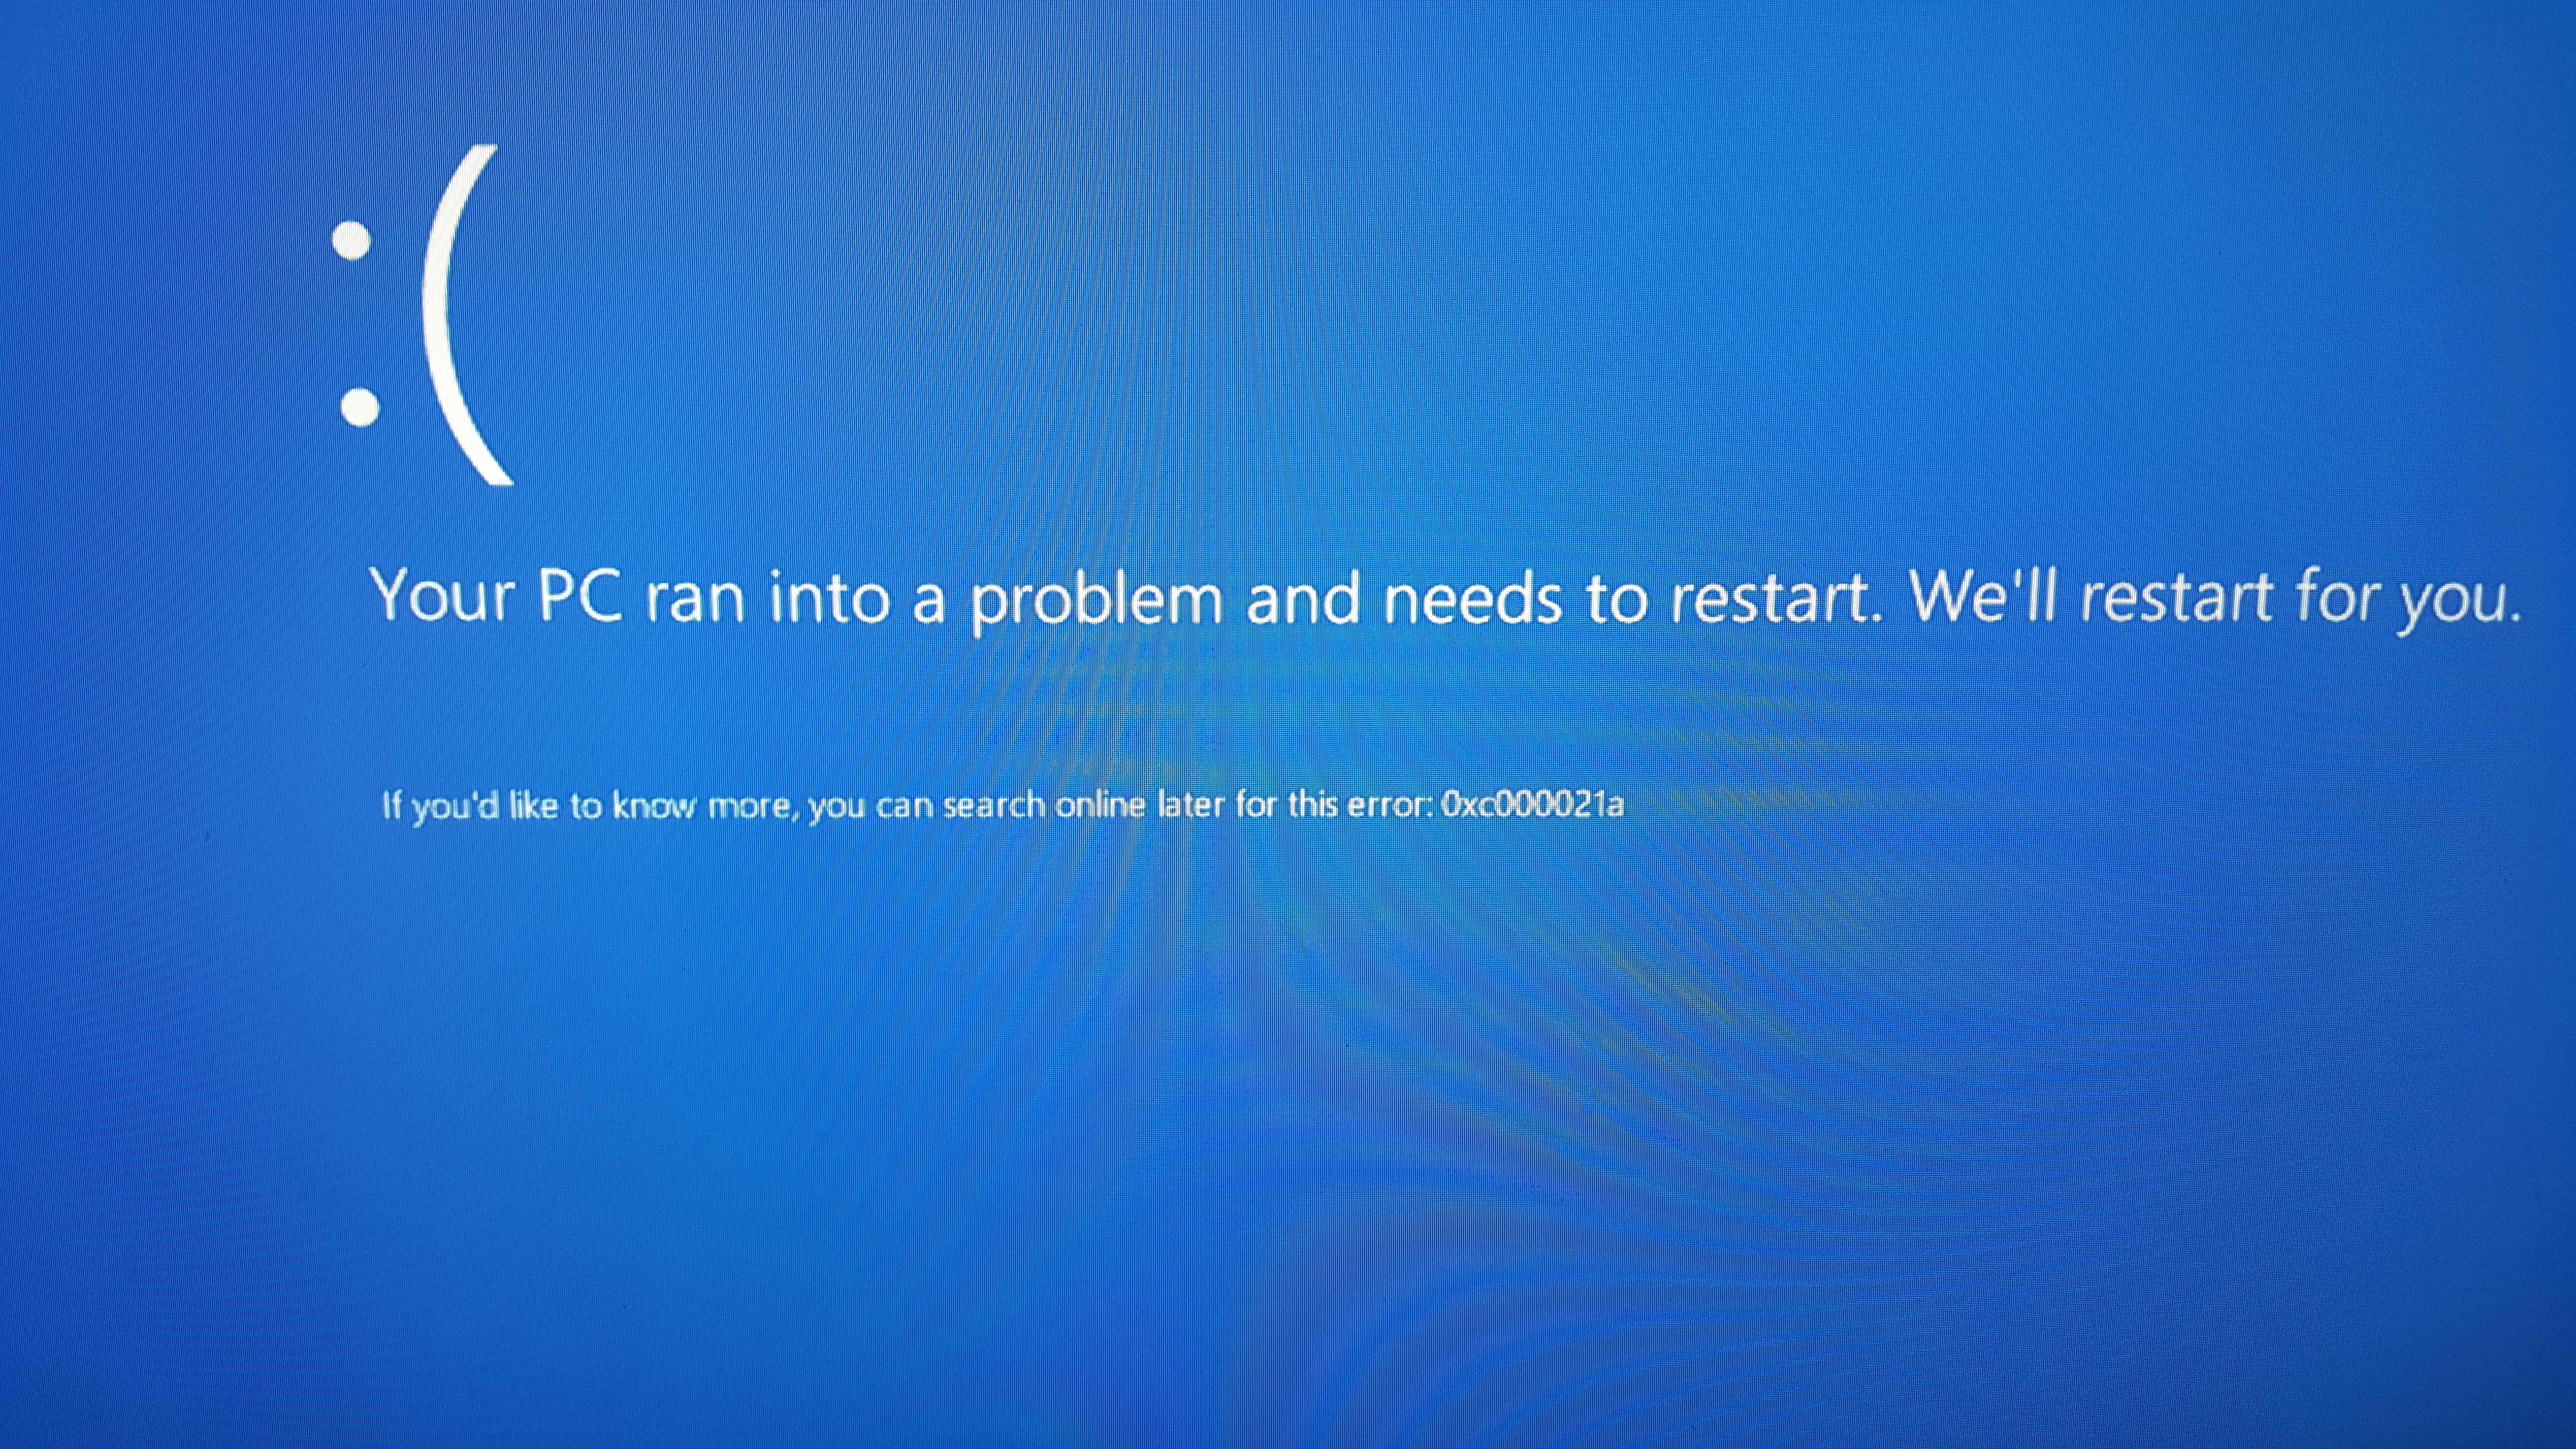 :(
Your PC ran into a problem and needs to restart. We'll restart for you.
If you'd like to know more, you can search online later for this error: 0xc000021a